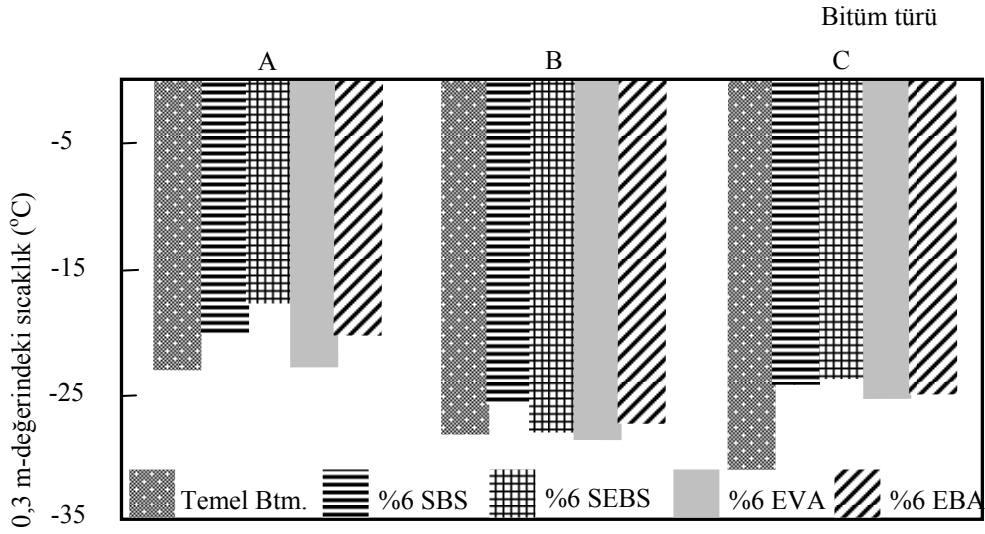 Bitüm türü
A B C
-5
-15
-25
-35
0,3 m-değerindeki sıcaklık (°C)
Temel Btm. %6 SBS %6 SEBS %6 EVA %6 EBA